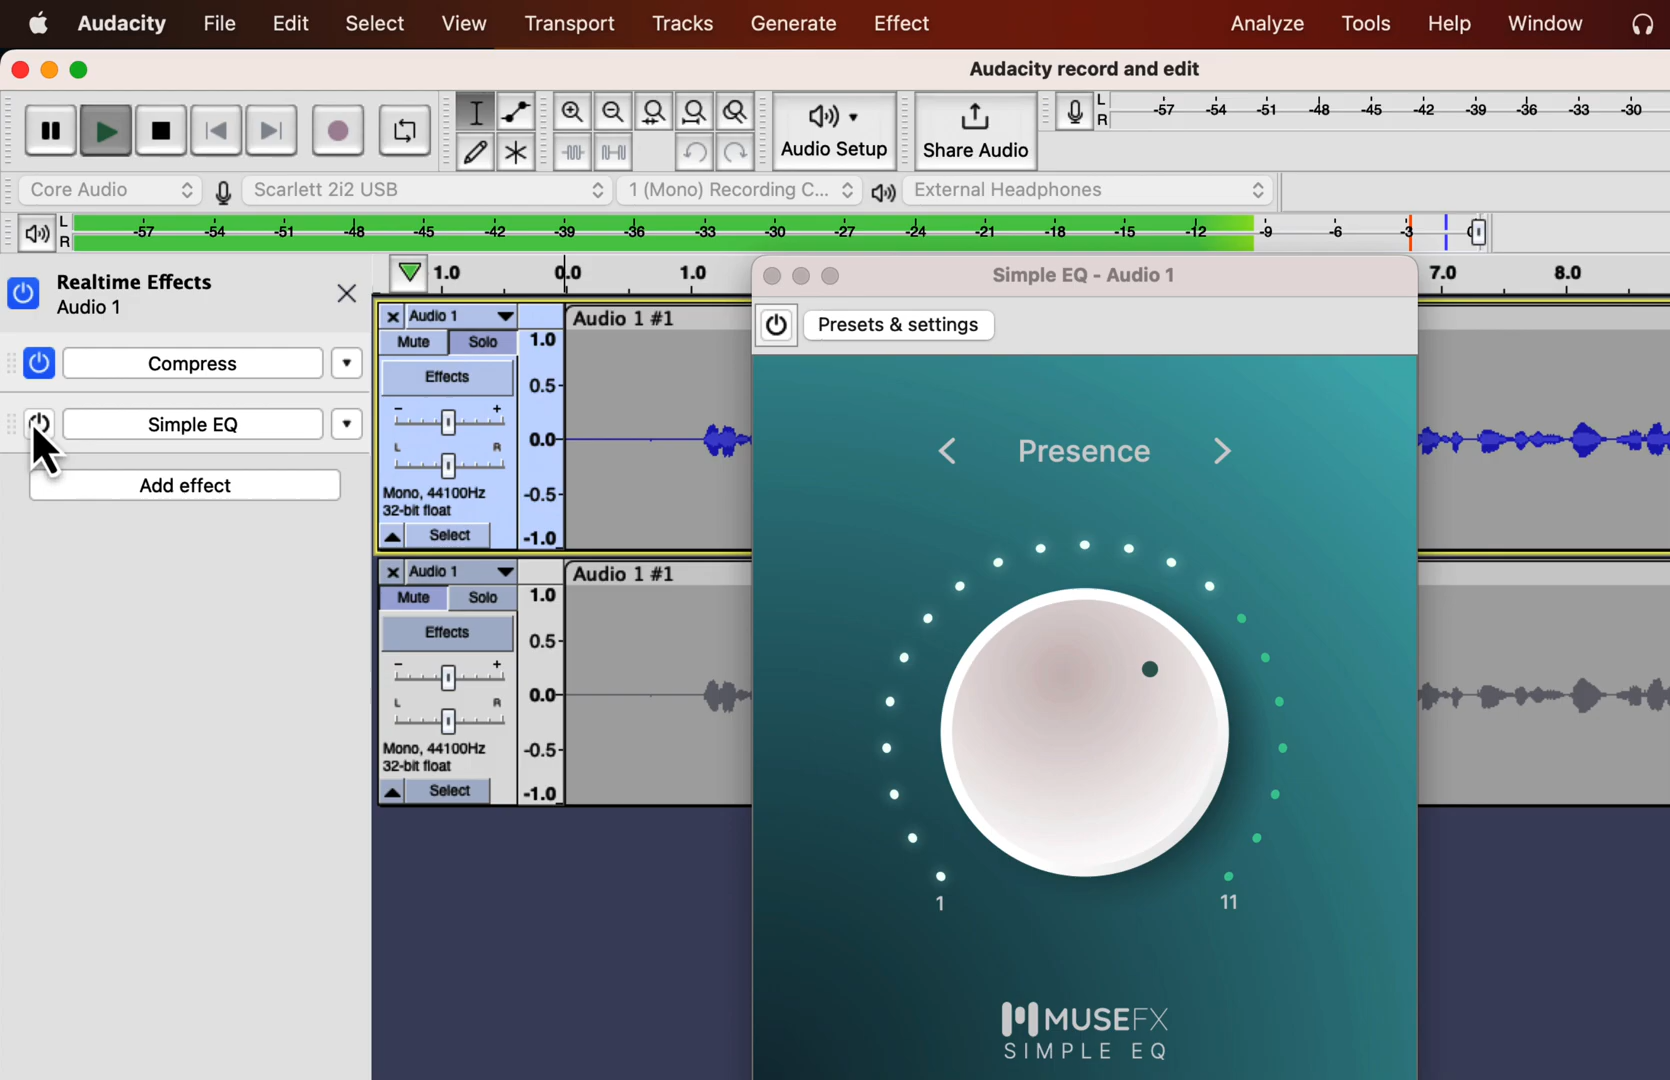 Audacity File Edit Select View Transport Tracks Generate Effect Analyze Tools Help Window
Audacity record and edit
L
R
-57 -54 -51 -48 -45 -42 -39 -36 -33 -30
Audio Setup
Share Audio
Core Audio
Scarlett 2i2 USB
1 (Mono) Recording C...
External Headphones
L
R
-57 -54 -51 -48 -45 -42 -39 -36 -33 -30 -27 -24 -21 -18 -15 -12 -9 -6 -3
Realtime Effects
Audio 1
1.0 0.0 1.0 7.0 8.0
Simple EQ - Audio 1
Presets & settings
Compress
Simple EQ
Add effect
Audio 1
Audio 1 #1
Mute Solo
Effects
- +
L R
Mono, 44100Hz
32-bit float
Select
1.0
0.5-
0.0-
-0.5-
-1.0
Audio 1
Audio 1 #1
Mute Solo
Effects
- +
L R
Mono, 44100Hz
32-bit float
Select
1.0
0.5-
0.0-
-0.5-
-1.0
< Presence >
1
11
MUSEFX
SIMPLE EQ